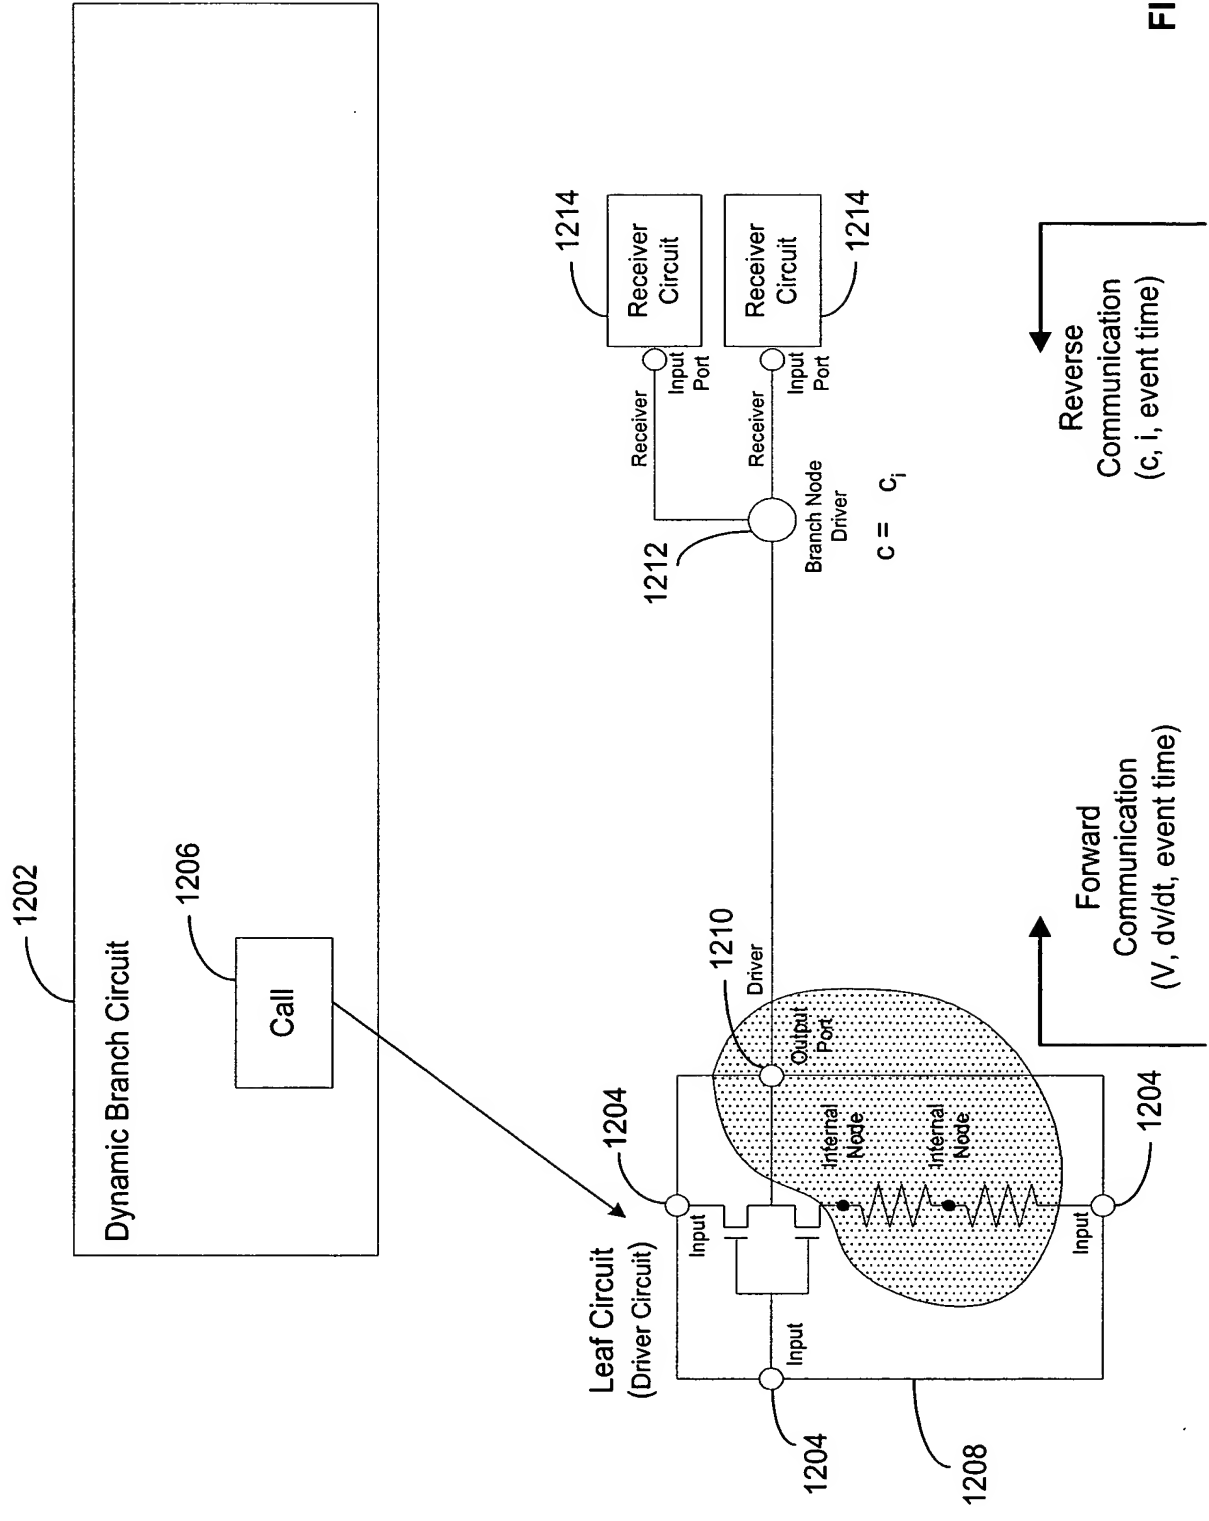 1202
Dynamic Branch Circuit
1206
Call
Leaf Circuit
(Driver Circuit)
1204
Input
1204
Input
1204
Input
1208
Internal
Node
Internal
Node
Output
Port
1210
Driver
1212
Branch Node
Driver
c = cᵢ
Receiver
Receiver
Input
Port
Input
Port
1214
Receiver
Circuit
Receiver
Circuit
1214
Forward
Communication
(V, dv/dt, event time)
Reverse
Communication
(c, i, event time)
FI